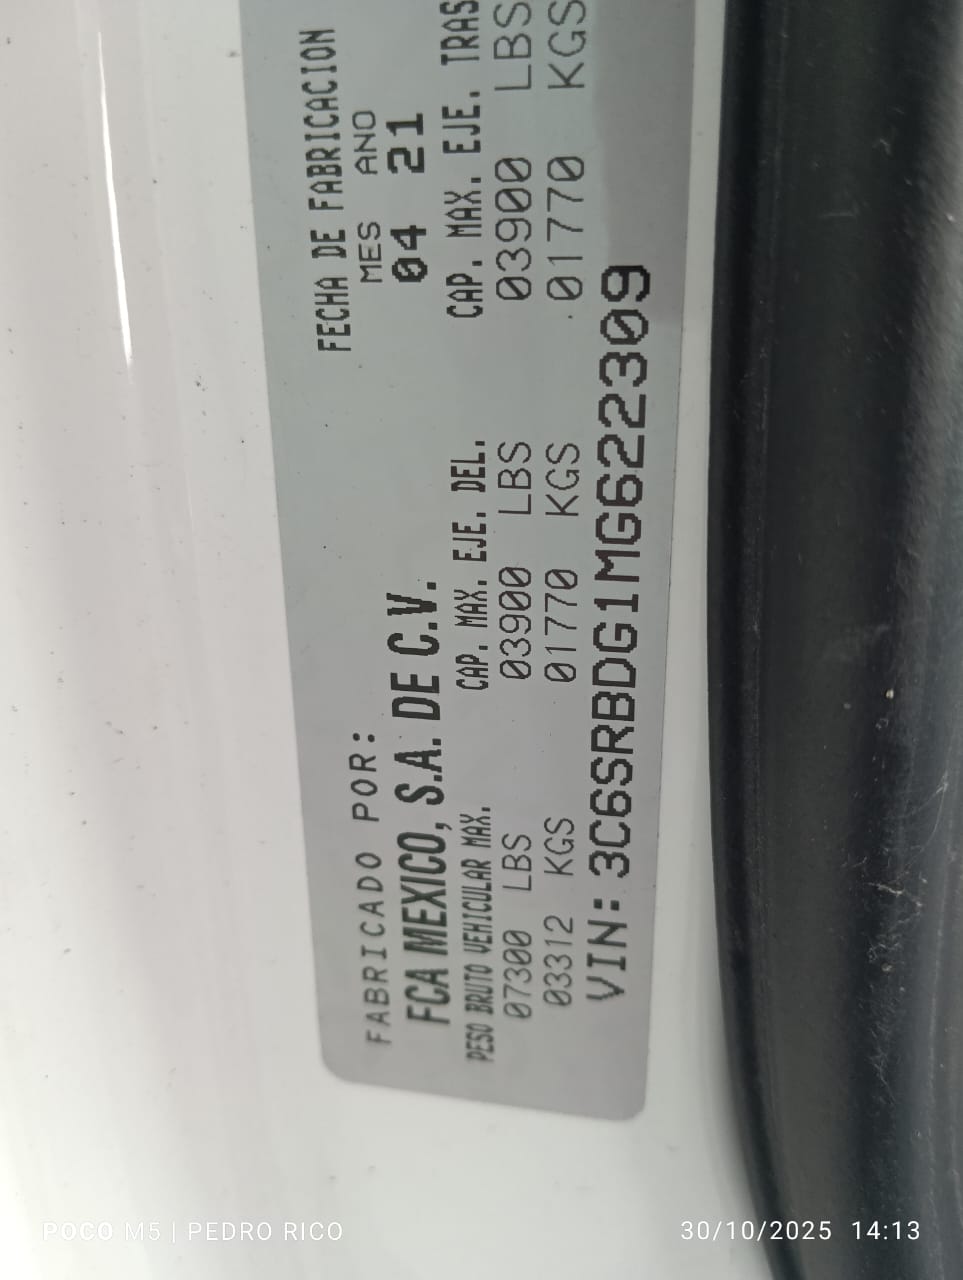 FABRICADO POR:
FECHA DE FABRICACION
MES ANO
FCA MEXICO, S.A. DE C.V.
04 21
PESO BRUTO VEHICULAR MAX. CAP. MAX. EJE. DEL. CAP. MAX. EJE. TRAS
07300 LBS 03900 LBS 03900 LBS
03312 KGS 01770 KGS 01770 KGS
VIN: 3C6SRBDG1MG622309
POCO M5 | PEDRO RICO
30/10/2025 14:13